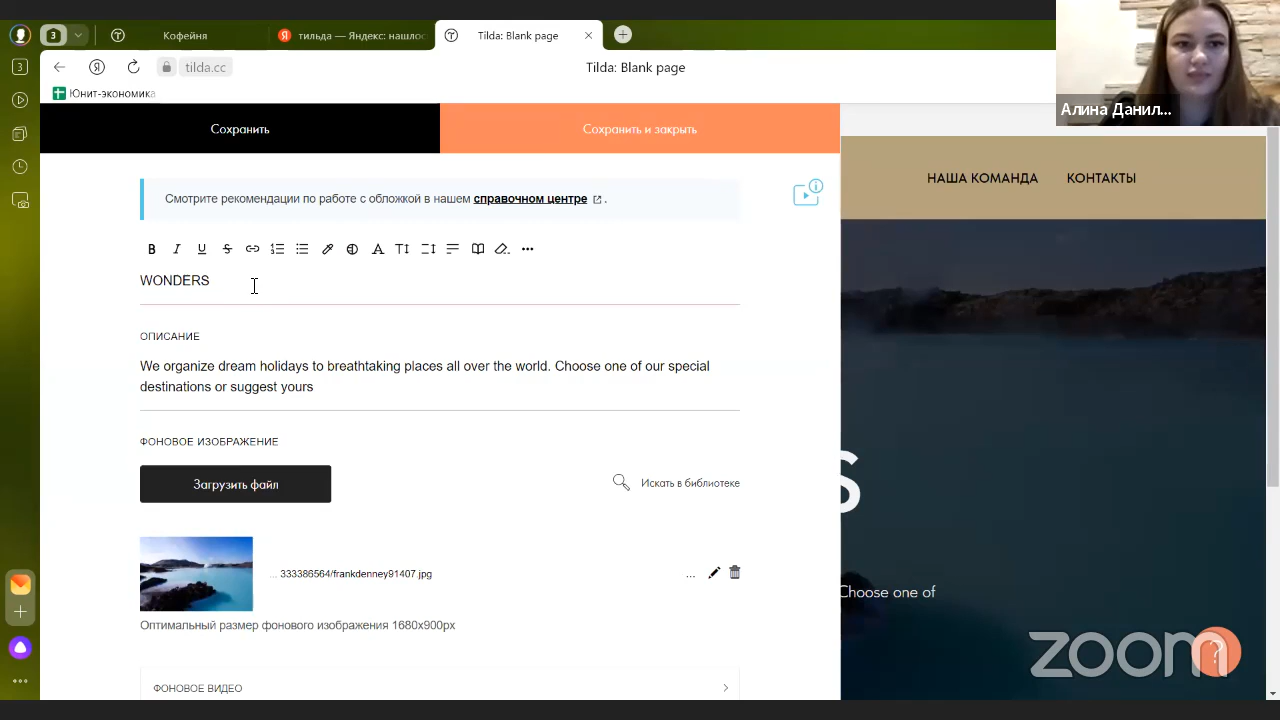 3
Кофейня
тильда — Яндекс: нашлос
Tilda: Blank page
3
tilda.cc
Tilda: Blank page
Юнит-экономика
Алина Данил...
Сохранить
Сохранить и закрыть
НАША КОМАНДА
КОНТАКТЫ
Смотрите рекомендации по работе с обложкой в нашем справочном центре .
WONDERS
ОПИСАНИЕ
We organize dream holidays to breathtaking places all over the world. Choose one of our special
destinations or suggest yours
ФОНОВОЕ ИЗОБРАЖЕНИЕ
Загрузить файл
Искать в библиотеке
S
... 333386564/frankdenney91407.jpg
...
Choose one of
Оптимальный размер фонового изображения 1680x900px
zoom
?
ФОНОВОЕ ВИДЕО